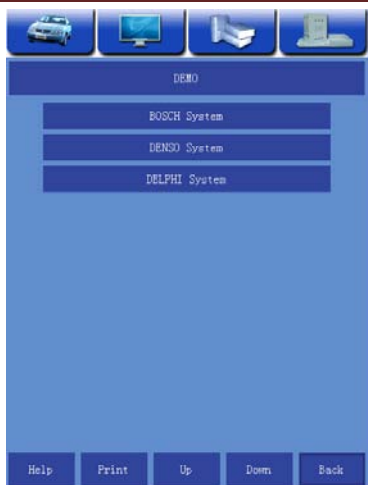 DEMO
BOSCH System
DENSO System
DELPHI System
Help Print Up Down Back